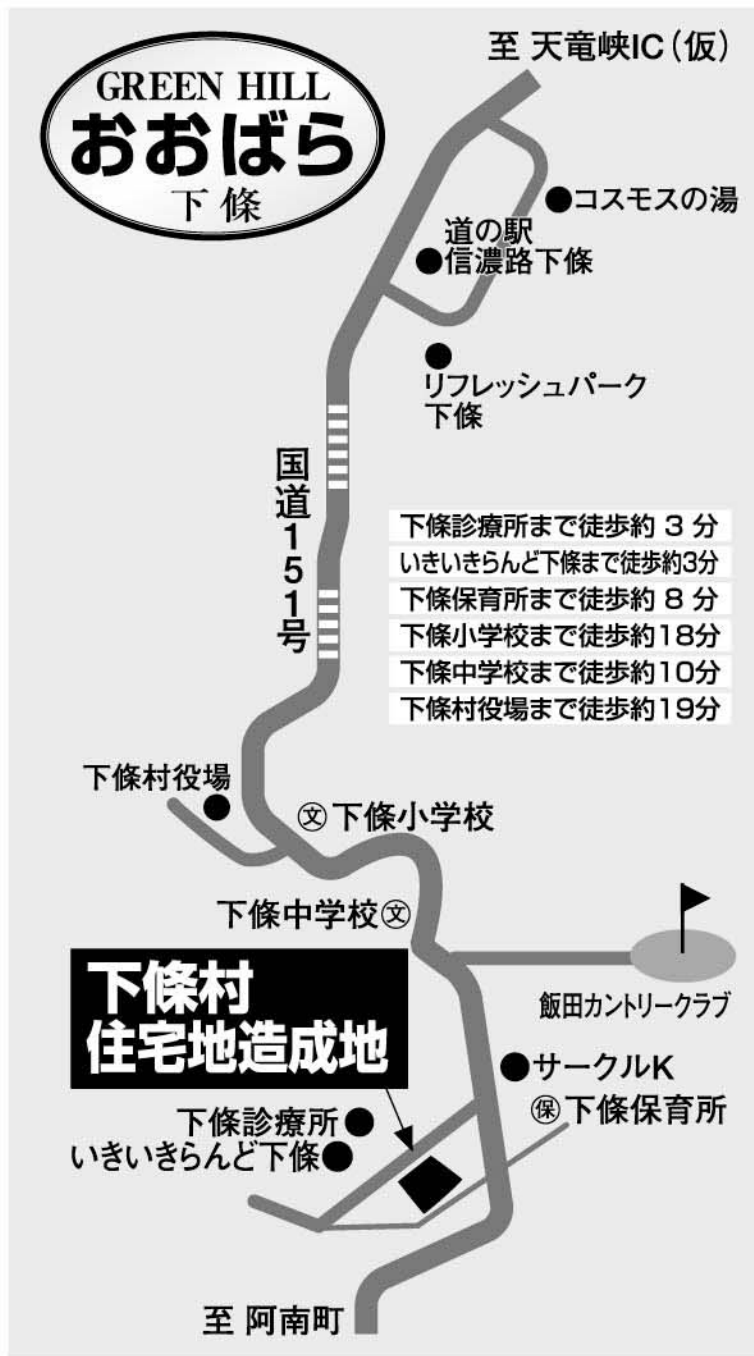 至 天竜峡IC(仮)
GREEN HILL
おおばら
下條
コスモスの湯
道の駅
信濃路下條
リフレッシュパーク
下條
国道151号
下條診療所まで徒歩約 3 分
いきいきらんど下條まで徒歩約3分
下條保育所まで徒歩約 8 分
下條小学校まで徒歩約18分
下條中学校まで徒歩約10分
下條村役場まで徒歩約19分
下條村役場
文 下條小学校
下條中学校 文
飯田カントリークラブ
下條村
住宅地造成地
サークルK
保 下條保育所
下條診療所
いきいきらんど下條
至 阿南町